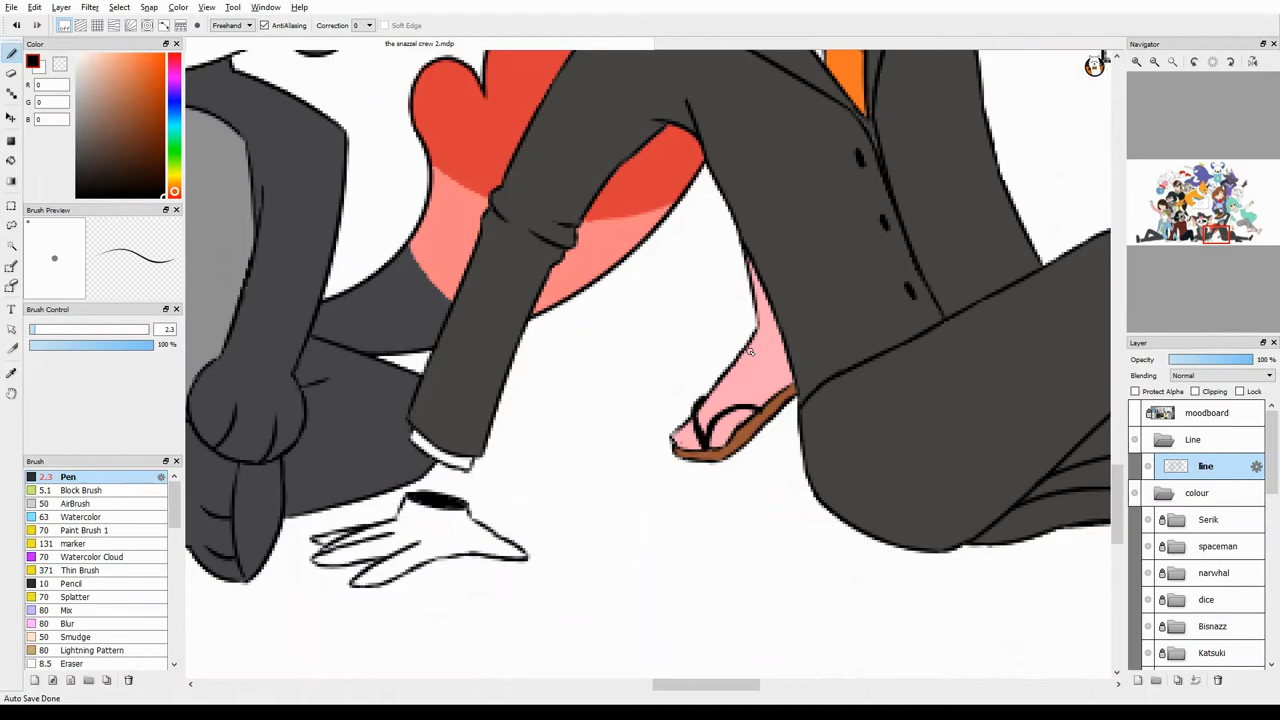 File Edit Filter Layer Snap Color View Tool Window Help
Freehand AntiAliasing Correction 0 Soft Edge
the snazzel crew 2.mdp
Color
R 0
G 0
B 0
Brush Preview
Brush Control
2.3
100 %
Brush
2.3 Pen
5.1 Block Brush
50 AirBrush
63 Watercolor
70 Paint Brush 1
131 marker
70 Watercolor Cloud
371 Thin Brush
10 Pencil
70 Splatter
80 Mix
80 Blur
50 Smudge
80 Lightning Pattern
8.5 Eraser
Auto Save Done
Navigator
Layer
Opacity 100 %
Blending Normal
Protect Alpha Clipping Lock
moodboard
Line
line
colour
Serik
spaceman
narwhal
dice
Bisnazz
Katsuki